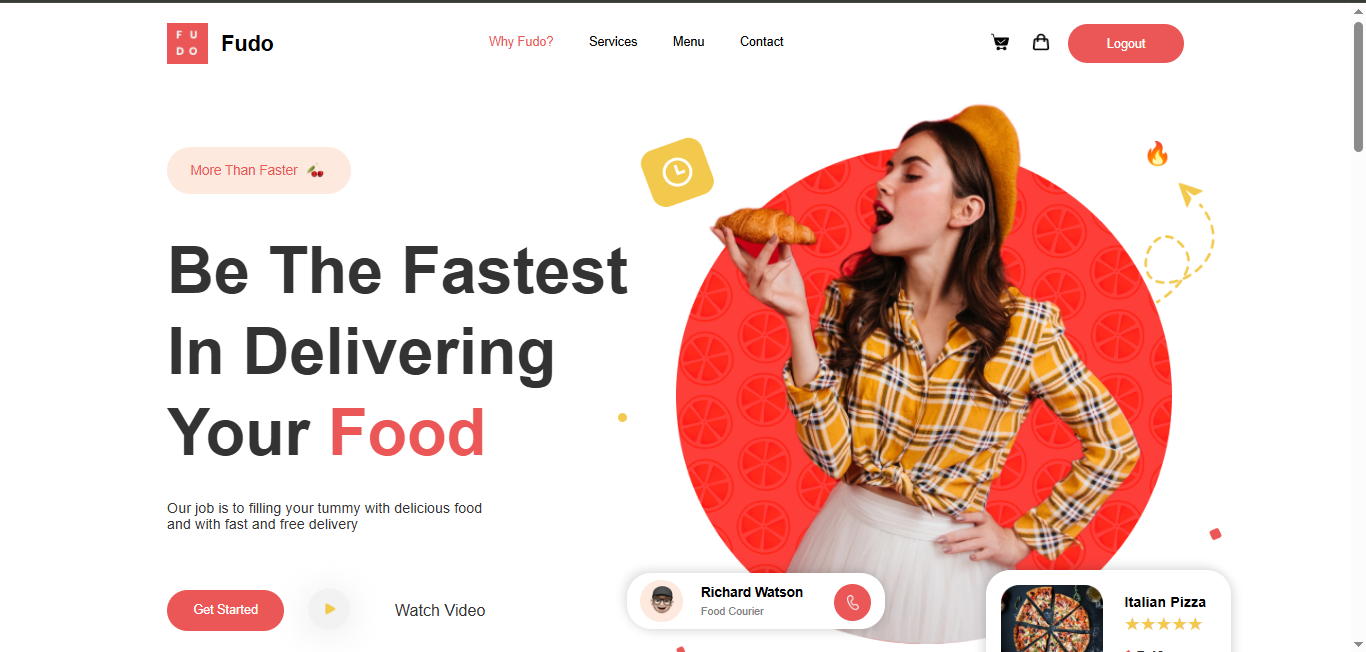 F U
D O
Fudo
Why Fudo?
Services
Menu
Contact
Logout
More Than Faster
Be The Fastest
In Delivering
Your Food
Our job is to filling your tummy with delicious food
and with fast and free delivery
Get Started
Watch Video
Richard Watson
Food Courier
Italian Pizza